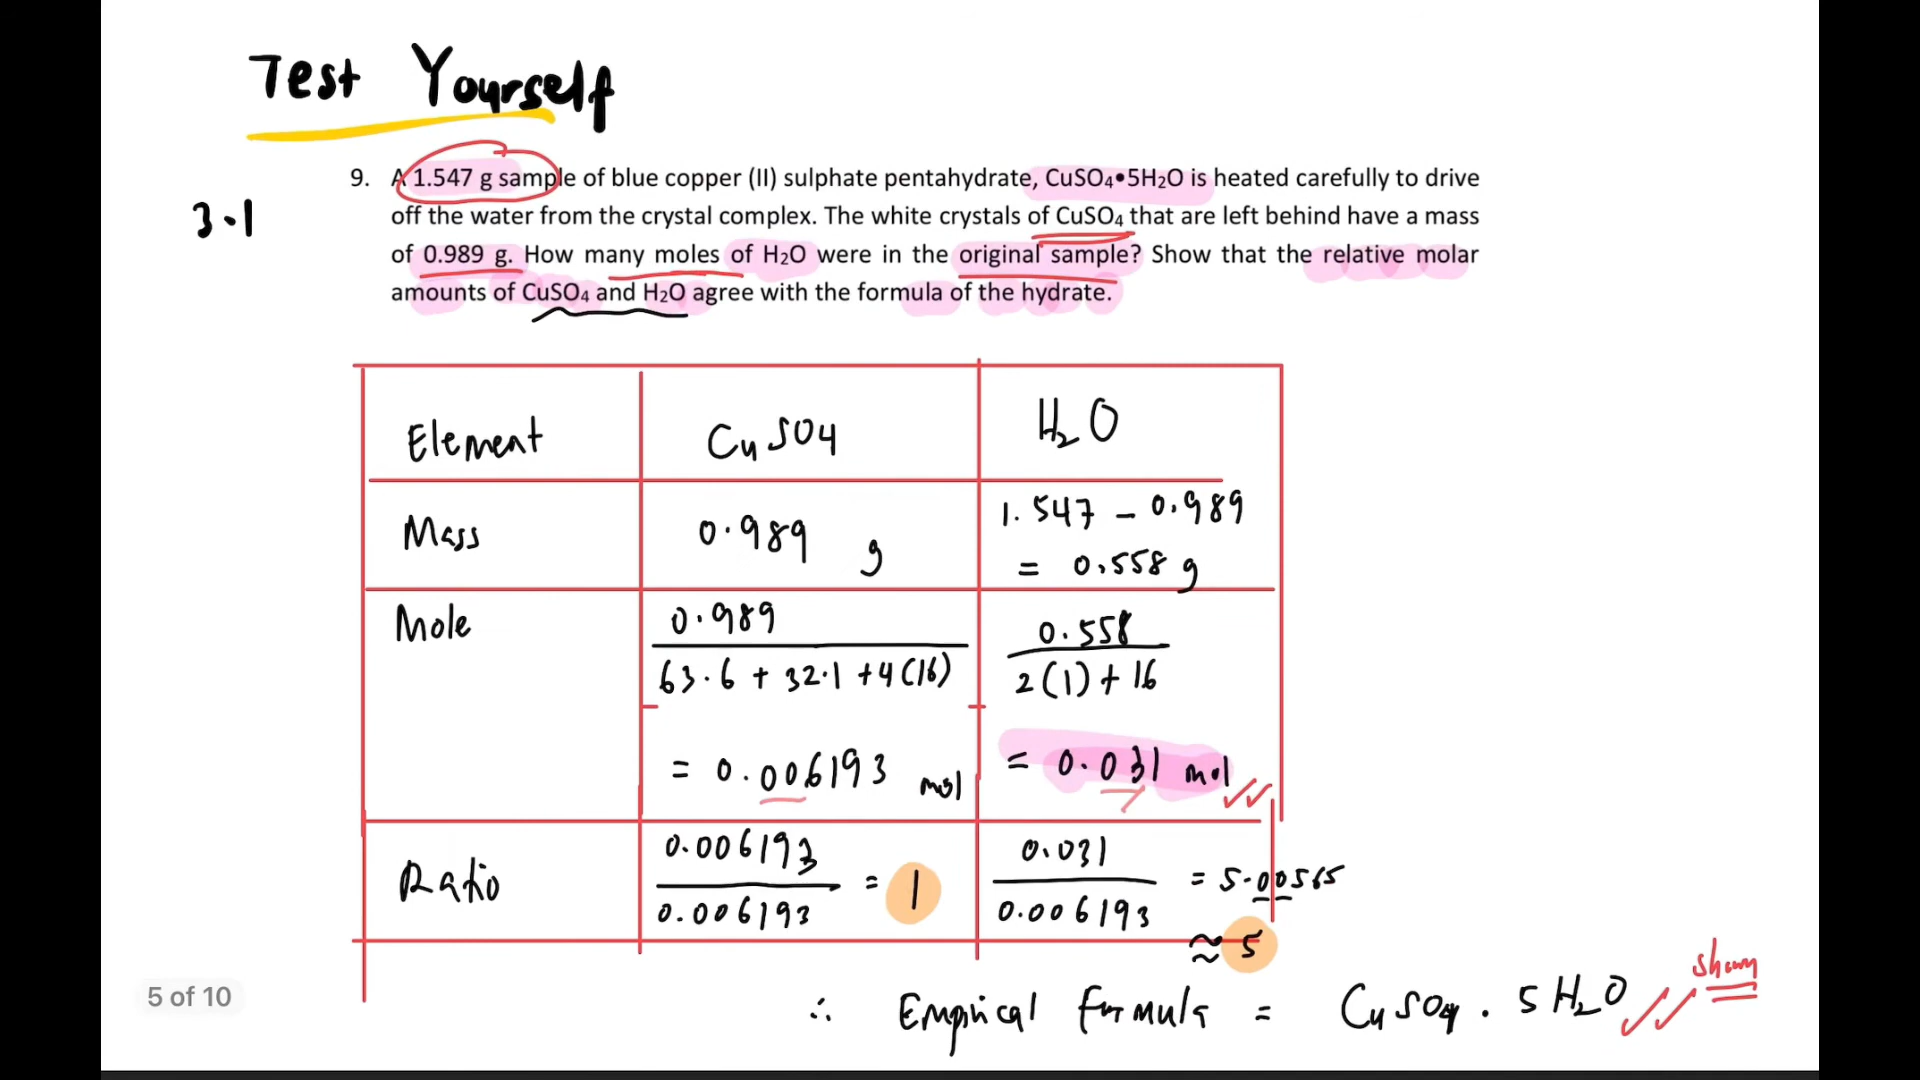 Test Yourself
3.1
9. A 1.547 g sample of blue copper (II) sulphate pentahydrate, CuSO₄•5H₂O is heated carefully to drive
off the water from the crystal complex. The white crystals of CuSO₄ that are left behind have a mass
of 0.989 g. How many moles of H₂O were in the original sample? Show that the relative molar
amounts of CuSO₄ and H₂O agree with the formula of the hydrate.
Element CuSO4 H₂O
Mass 0.989 g 1.547 - 0.989
= 0.558 g
Mole 0.989 0.558
63.6 + 32.1 + 4(16) 2(1) + 16
= 0.006193 mol = 0.031 mol
0.006193 0.031
Ratio = 1 = 5.00565
0.006193 0.006193
≈ 5
∴ Empirical formula = CuSO4 . 5H₂O shown
5 of 10